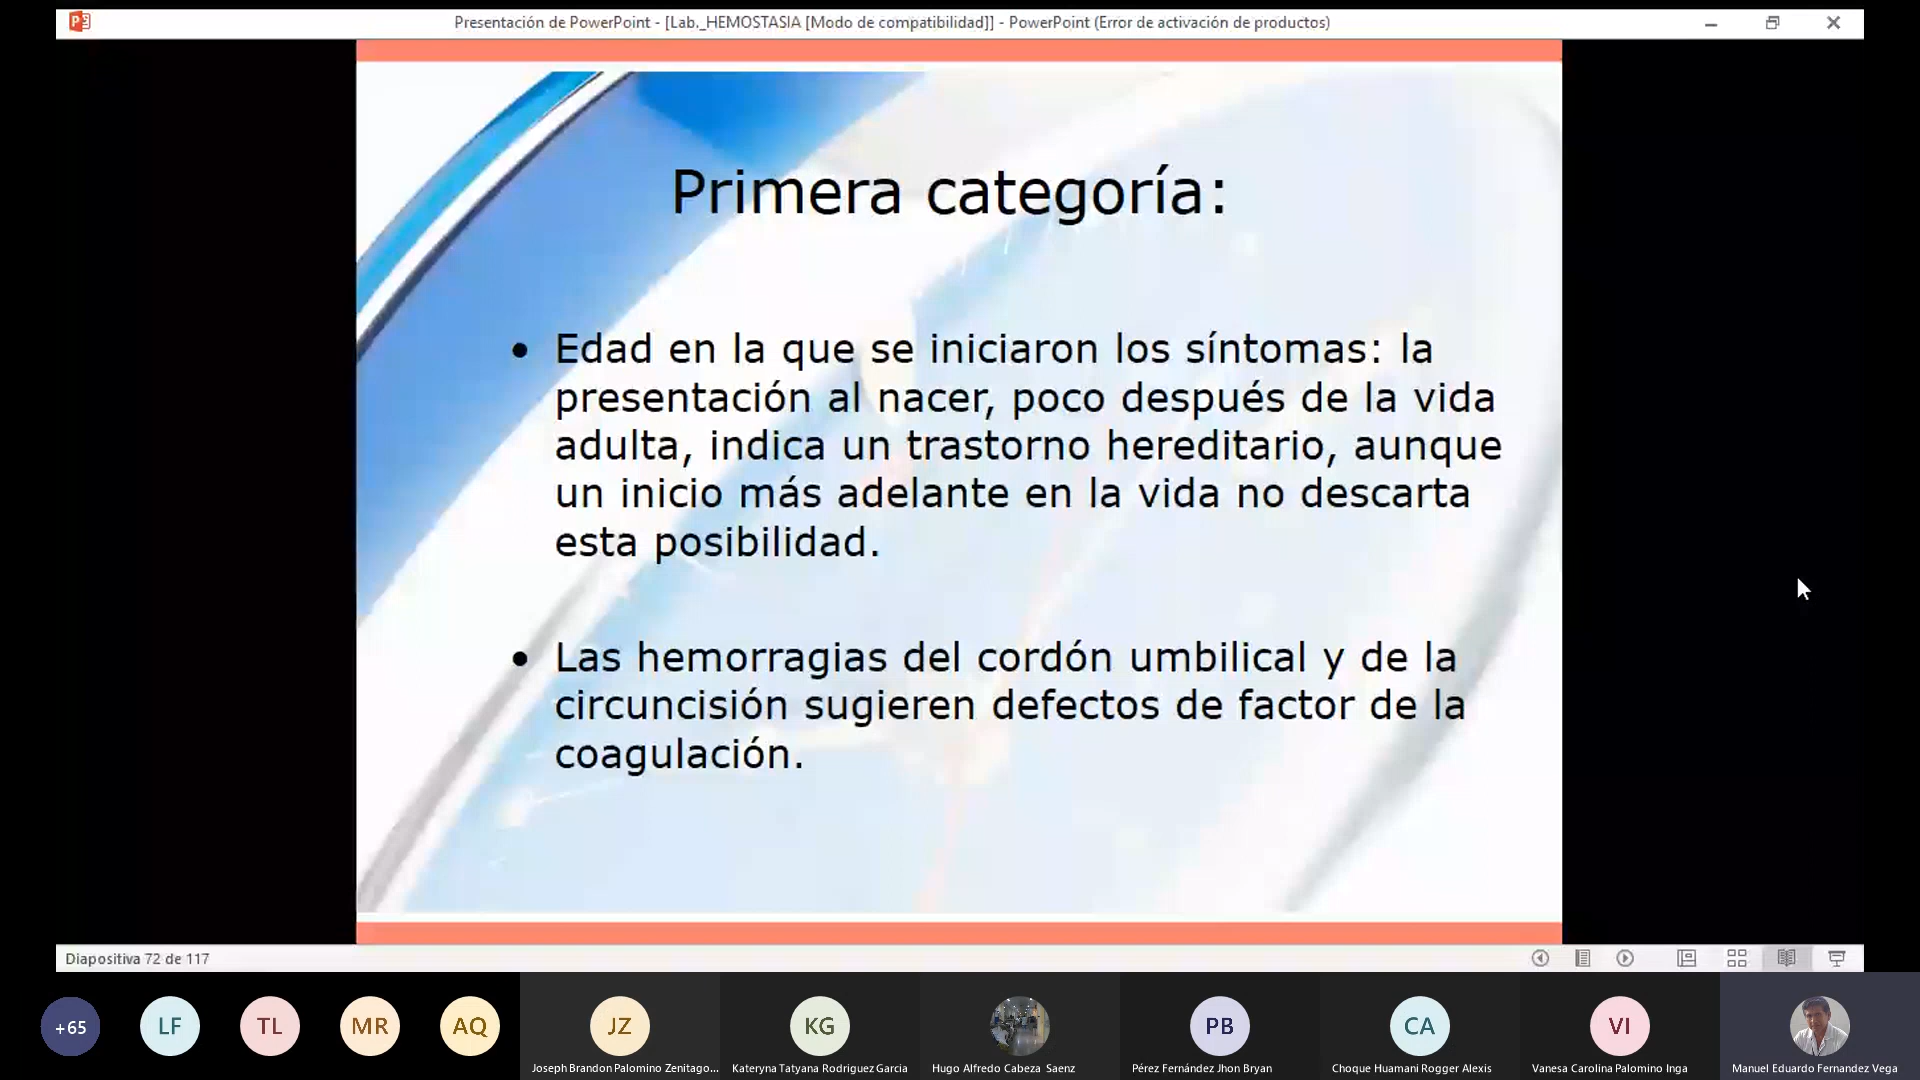 Presentación de PowerPoint - [Lab._HEMOSTASIA [Modo de compatibilidad]] - PowerPoint (Error de activación de productos)
Primera categoría:
• Edad en la que se iniciaron los síntomas: la
presentación al nacer, poco después de la vida
adulta, indica un trastorno hereditario, aunque
un inicio más adelante en la vida no descarta
esta posibilidad.
• Las hemorragias del cordón umbilical y de la
circuncisión sugieren defectos de factor de la
coagulación.
Diapositiva 72 de 117
+65 LF TL MR AQ JZ KG PB CA VI
Joseph Brandon Palomino Zenitago... Kateryna Tatyana Rodriguez Garcia Hugo Alfredo Cabeza Saenz Pérez Fernández Jhon Bryan Choque Huamani Rogger Alexis Vanesa Carolina Palomino Inga Manuel Eduardo Fernandez Vega